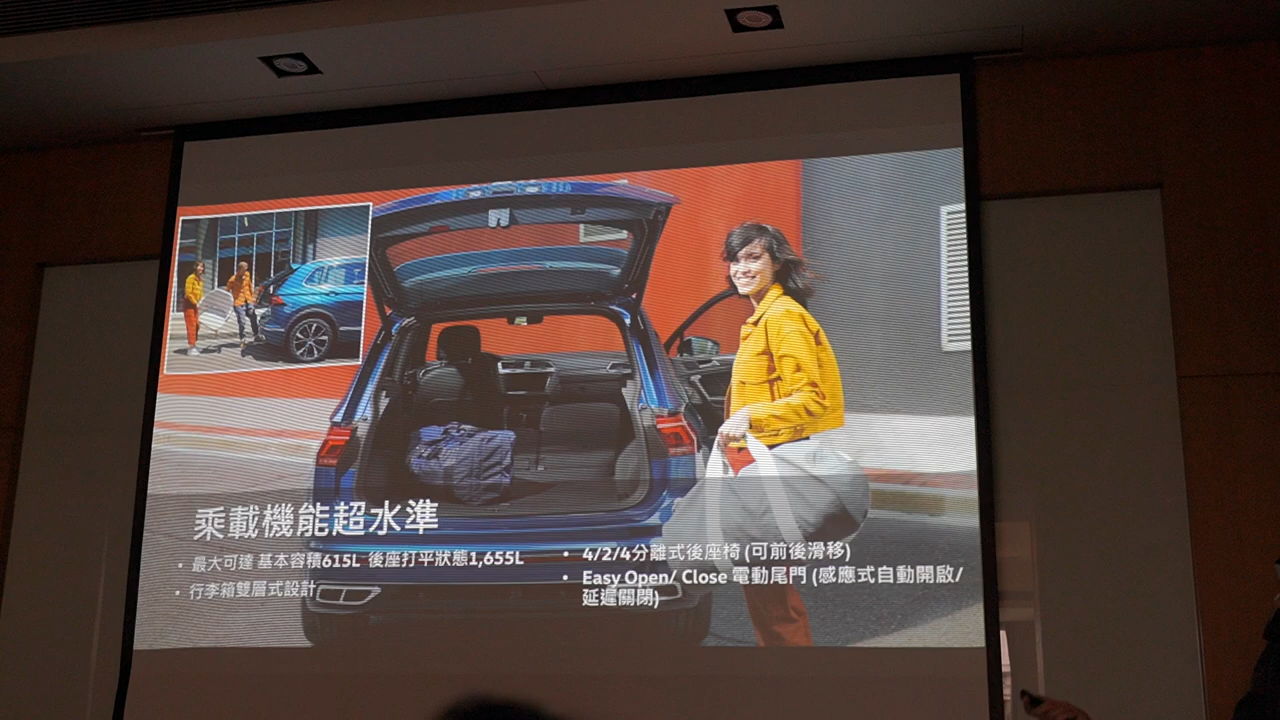 乘載機能超水準
• 最大可達 基本容積615L 後座打平狀態1,655L
• 行李箱雙層式設計
• 4/2/4分離式後座椅 (可前後滑移)
• Easy Open/ Close 電動尾門 (感應式自動開啟/
延遲關閉)